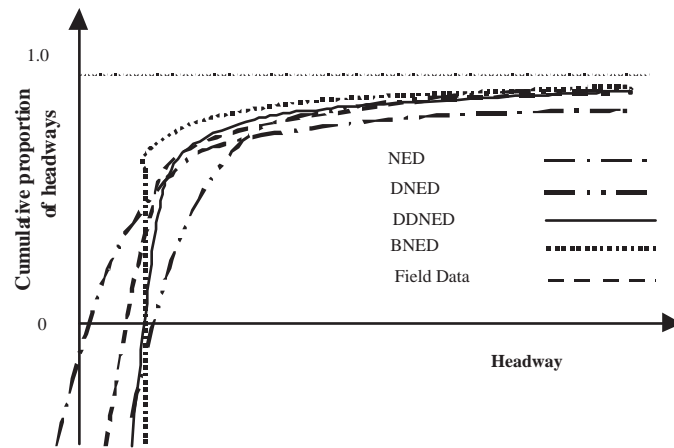 1.0
Cumulative proportion
of headways
NED
DNED
DDNED
BNED
Field Data
0
Headway